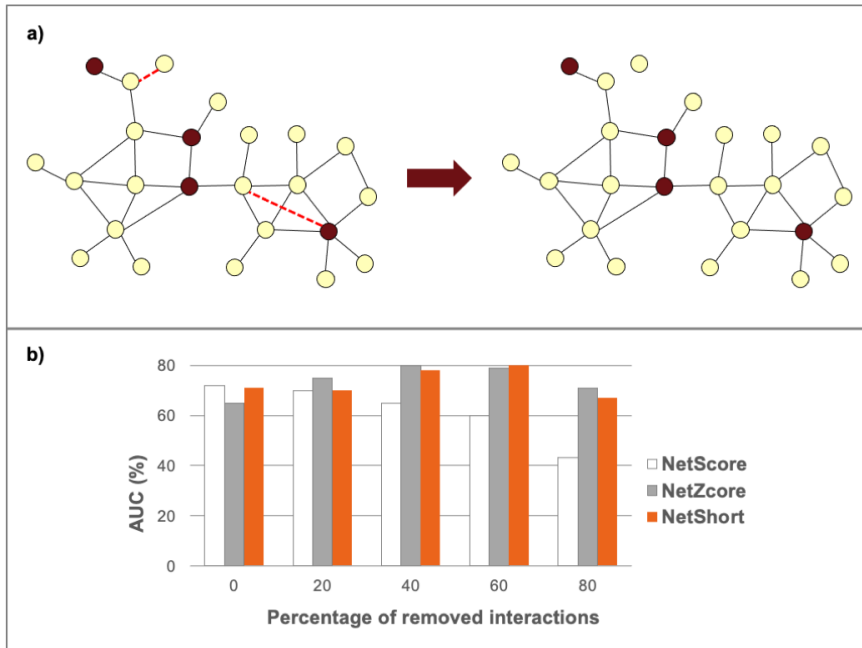 a)
b)
80
60
40
20
0
AUC (%)
0 20 40 60 80
Percentage of removed interactions
NetScore
NetZcore
NetShort